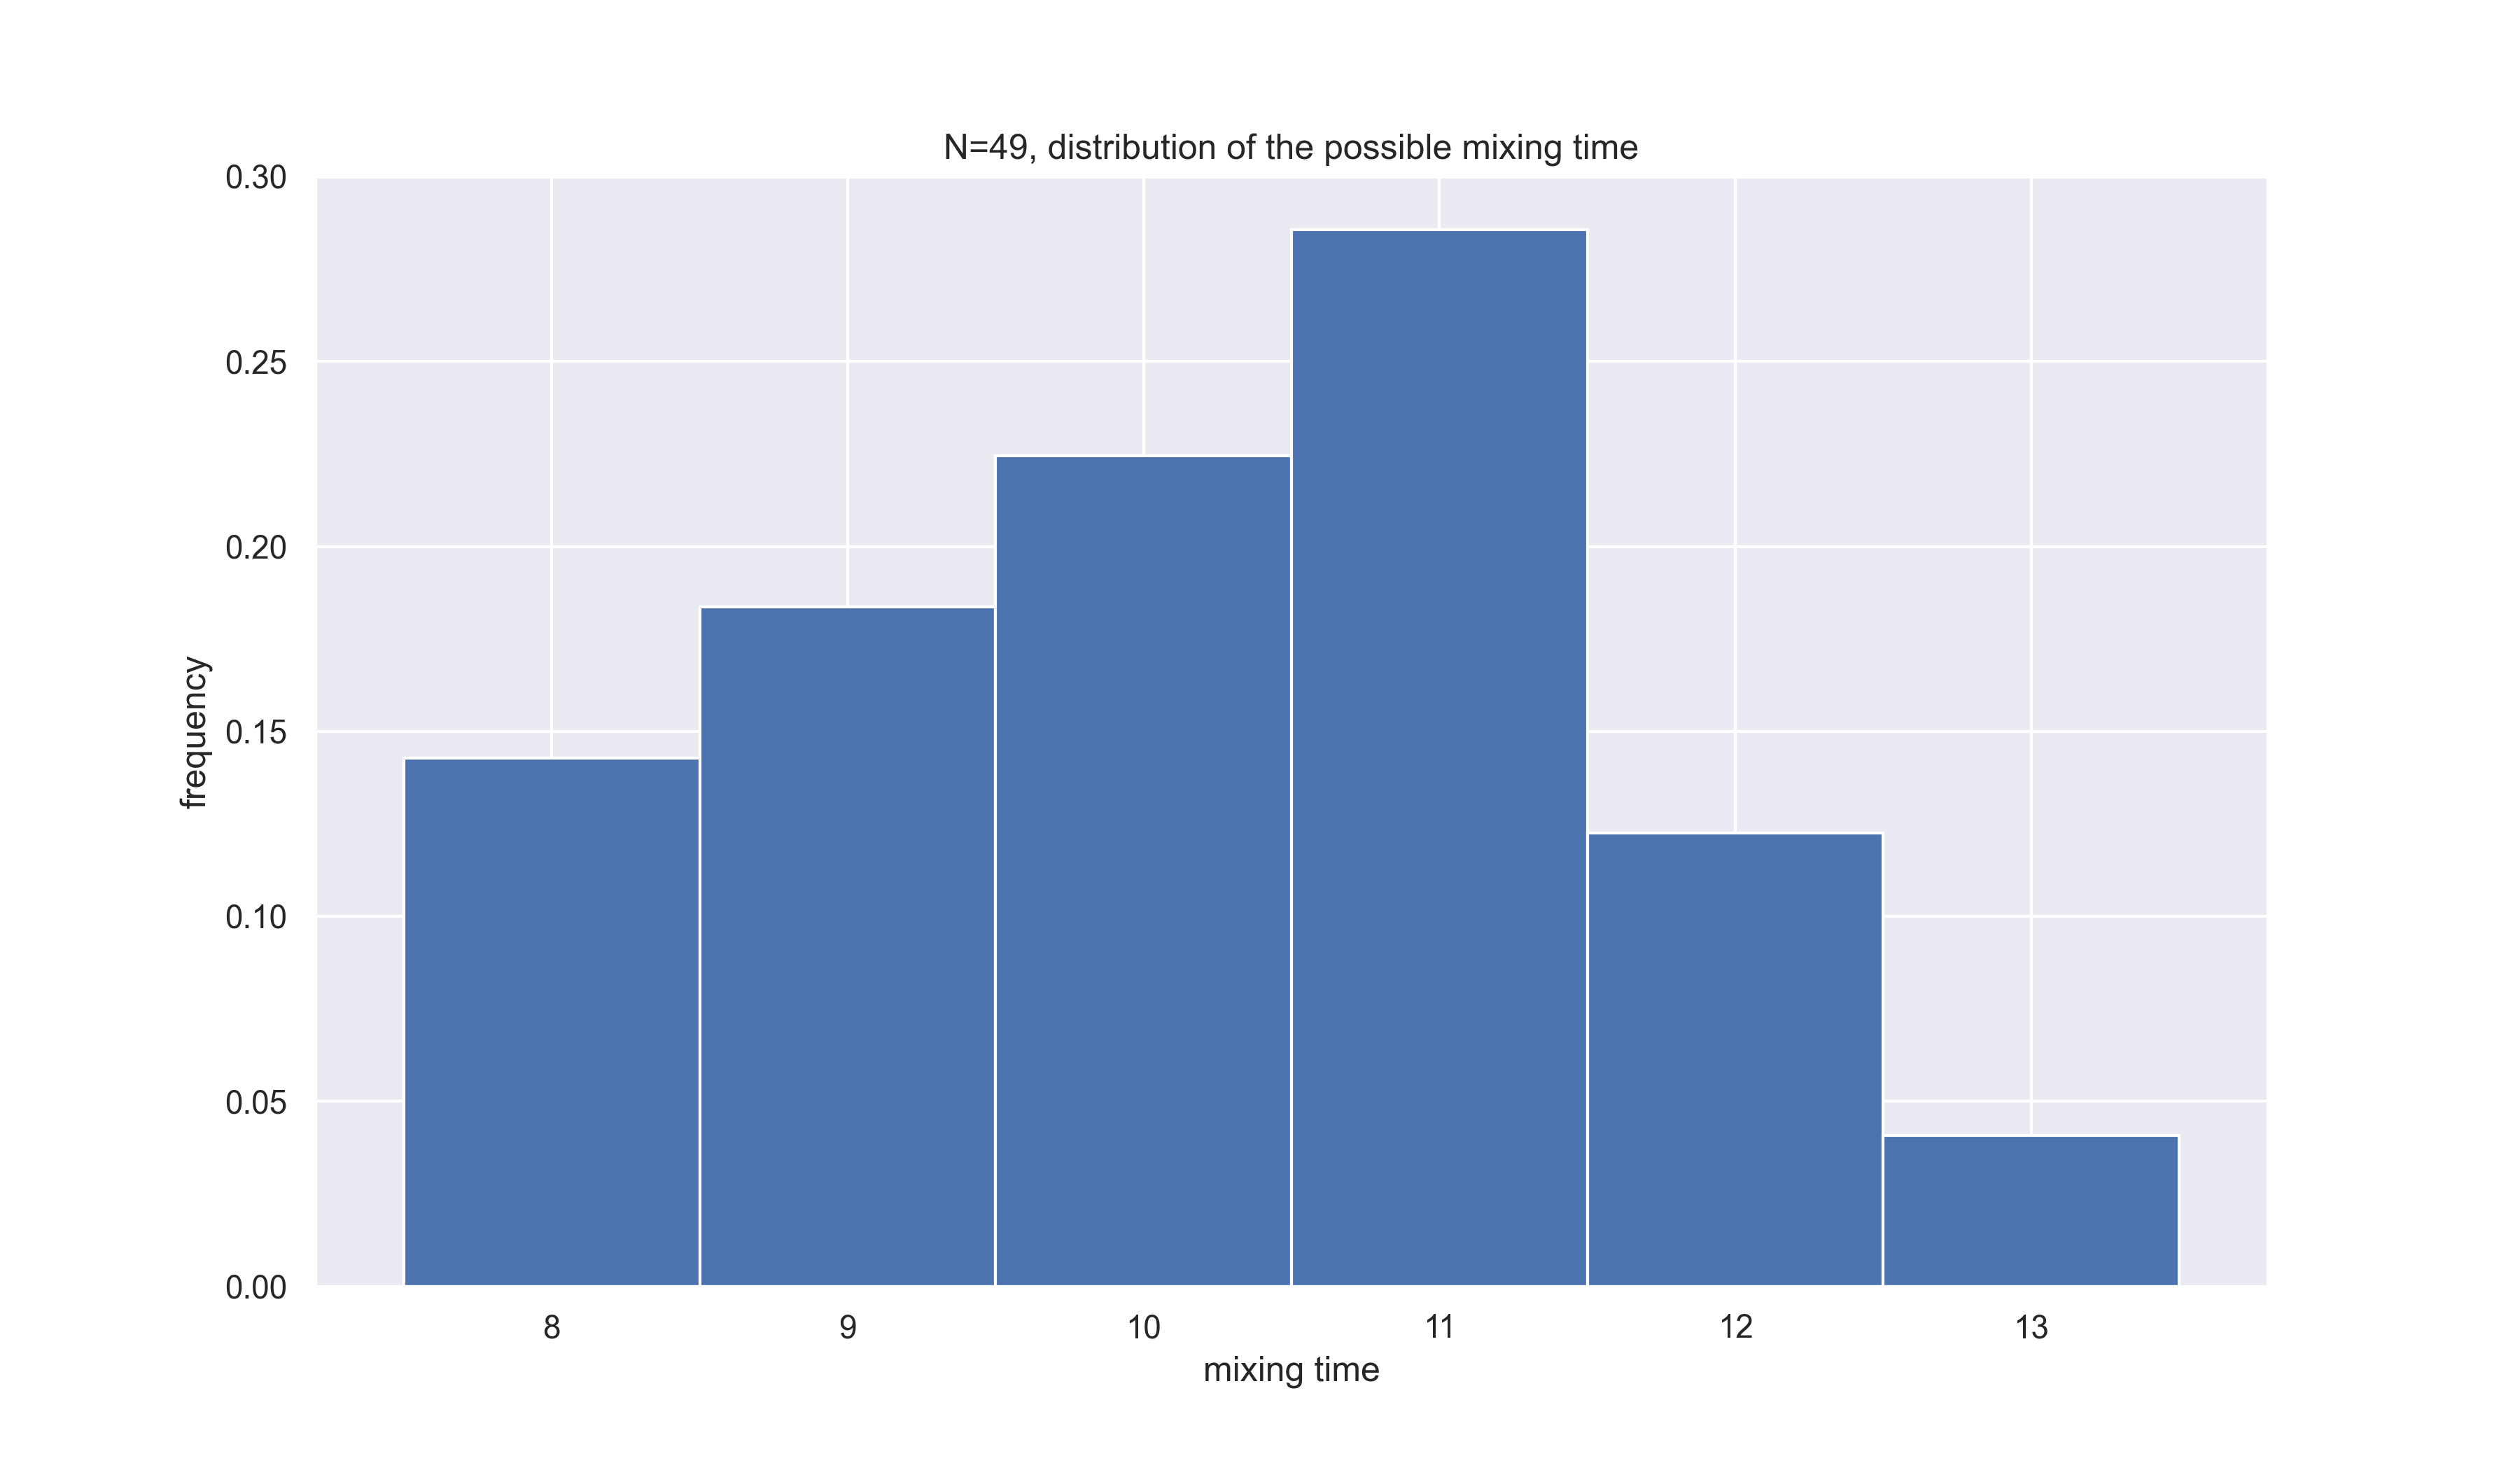 N=49, distribution of the possible mixing time
0.30
0.25
0.20
0.15
0.10
0.05
0.00
frequency
8 9 10 11 12 13
mixing time